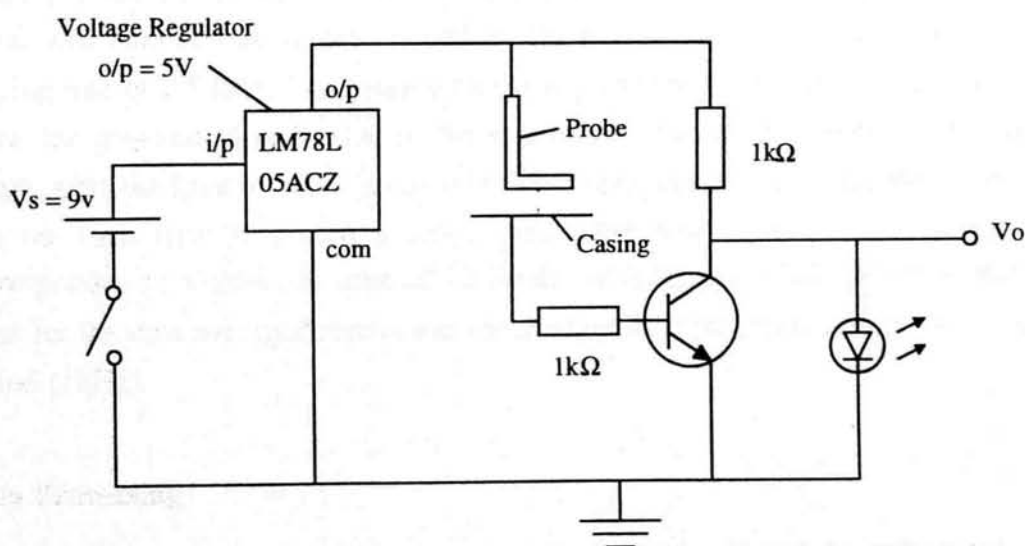 Voltage Regulator
o/p = 5V
o/p
i/p
LM78L
05ACZ
Probe
1kΩ
Vs = 9v
Casing
com
Vo
1kΩ